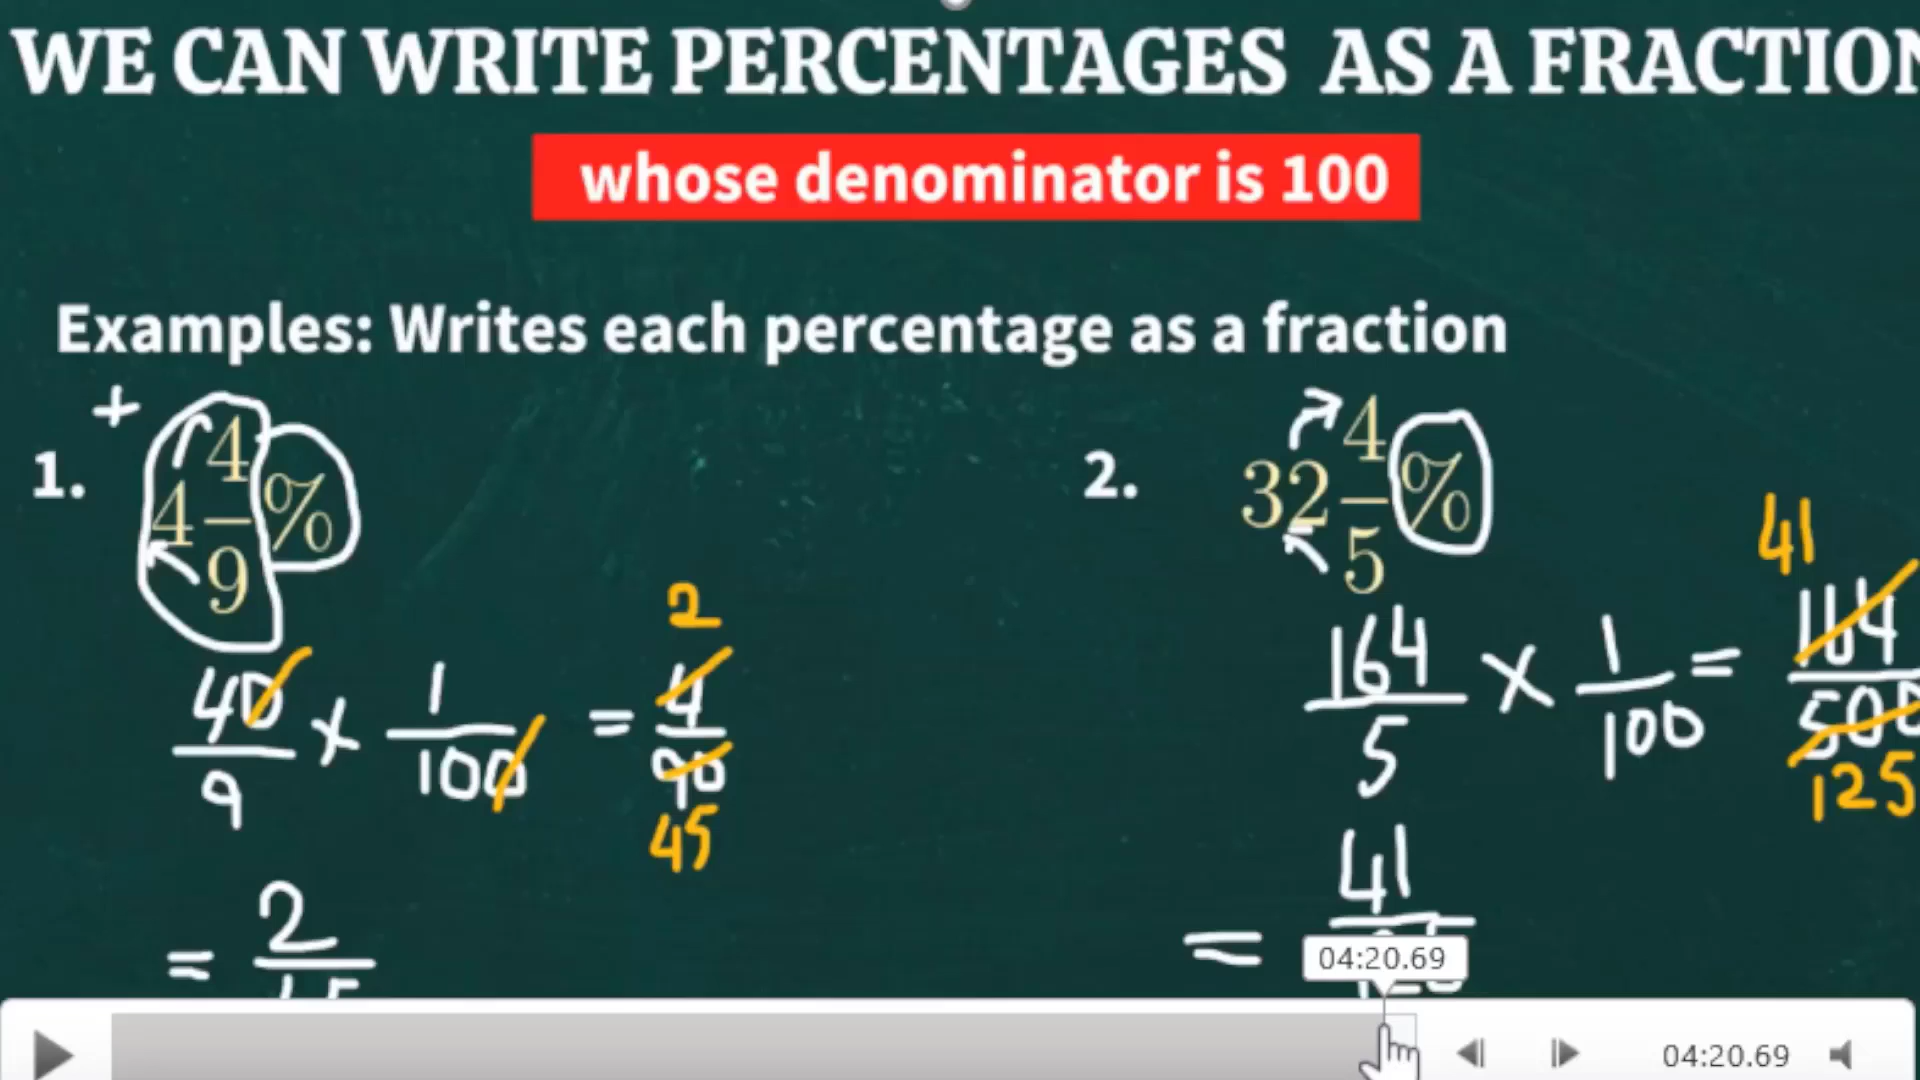 WE CAN WRITE PERCENTAGES AS A FRACTION
whose denominator is 100
Examples: Writes each percentage as a fraction
+
1. 4 4/9 %
40/9 x 1/100 = 4/90
2
45
= 2/45
2. 32 4/5 %
164/5 x 1/100 = 164/500
41
125
= 41/
04:20.69
04:20.69